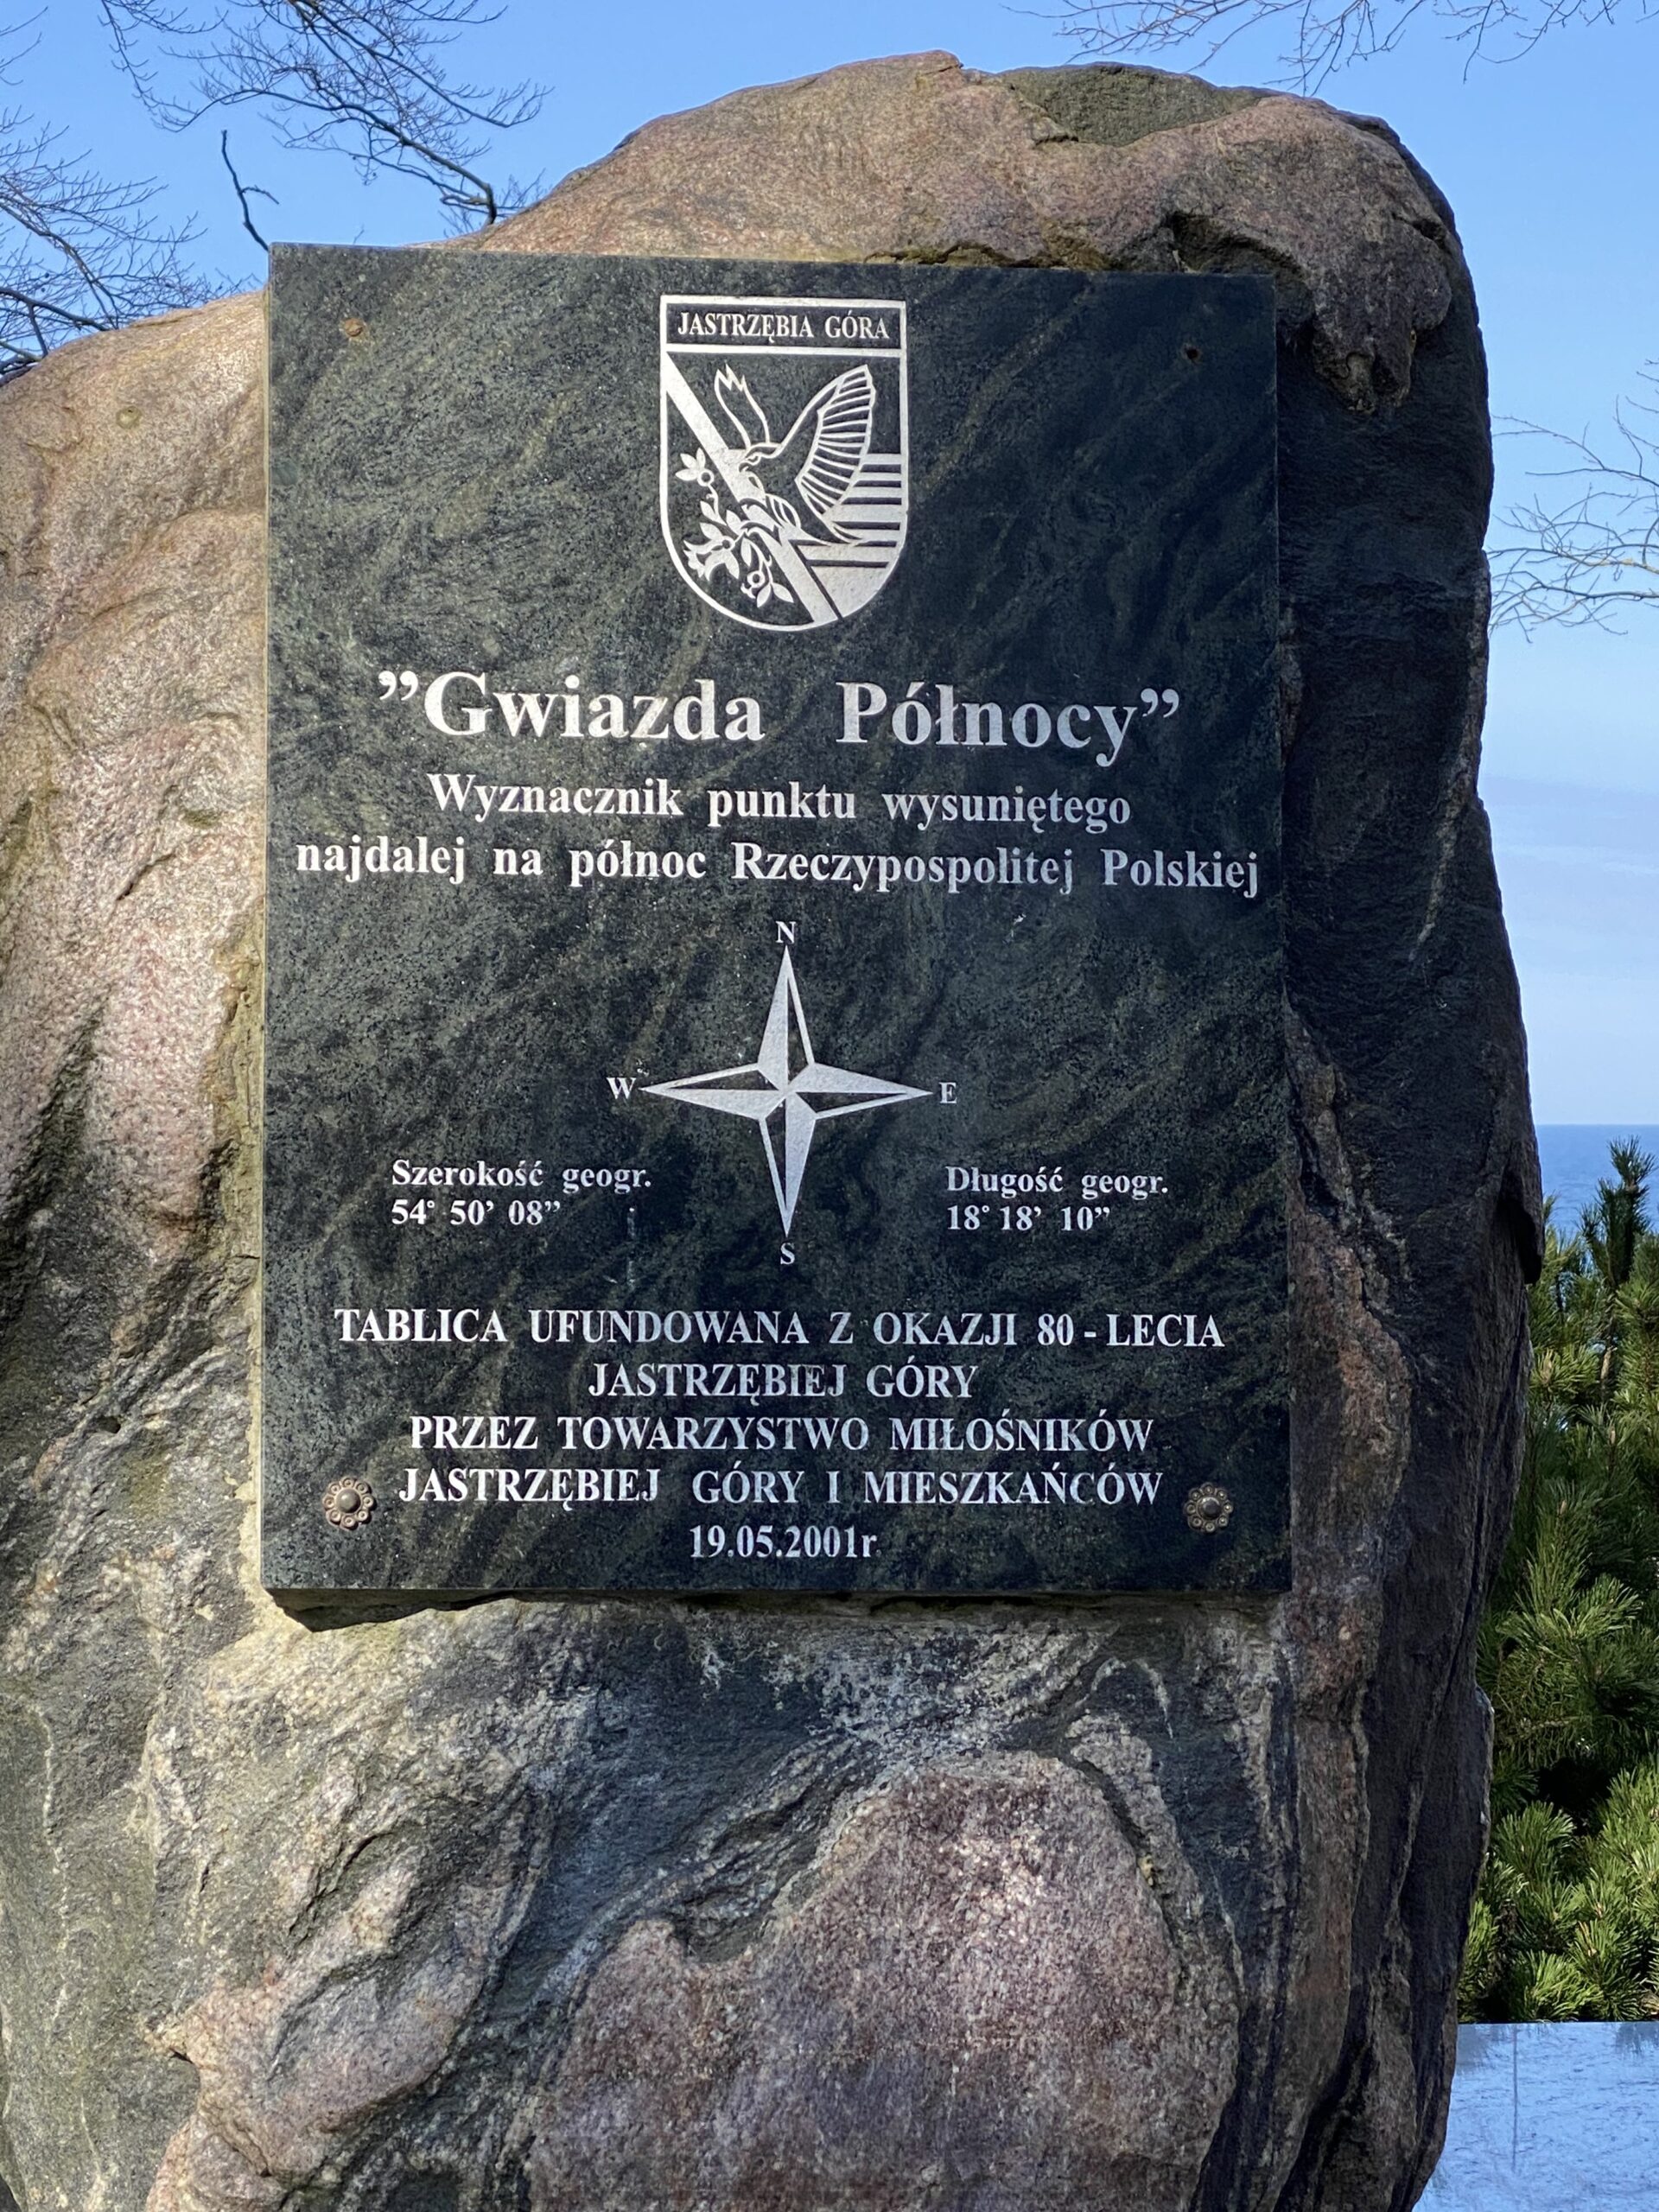 JASTRZĘBIA GÓRA
”Gwiazda Północy”
Wyznacznik punktu wysuniętego
najdalej na północ Rzeczypospolitej Polskiej
N
W E
Szerokość geogr. Długość geogr.
54° 50’ 08” 18° 18’ 10”
S
TABLICA UFUNDOWANA Z OKAZJI 80 - LECIA
JASTRZĘBIEJ GÓRY
PRZEZ TOWARZYSTWO MIŁOŚNIKÓW
JASTRZĘBIEJ GÓRY I MIESZKAŃCÓW
19.05.2001r